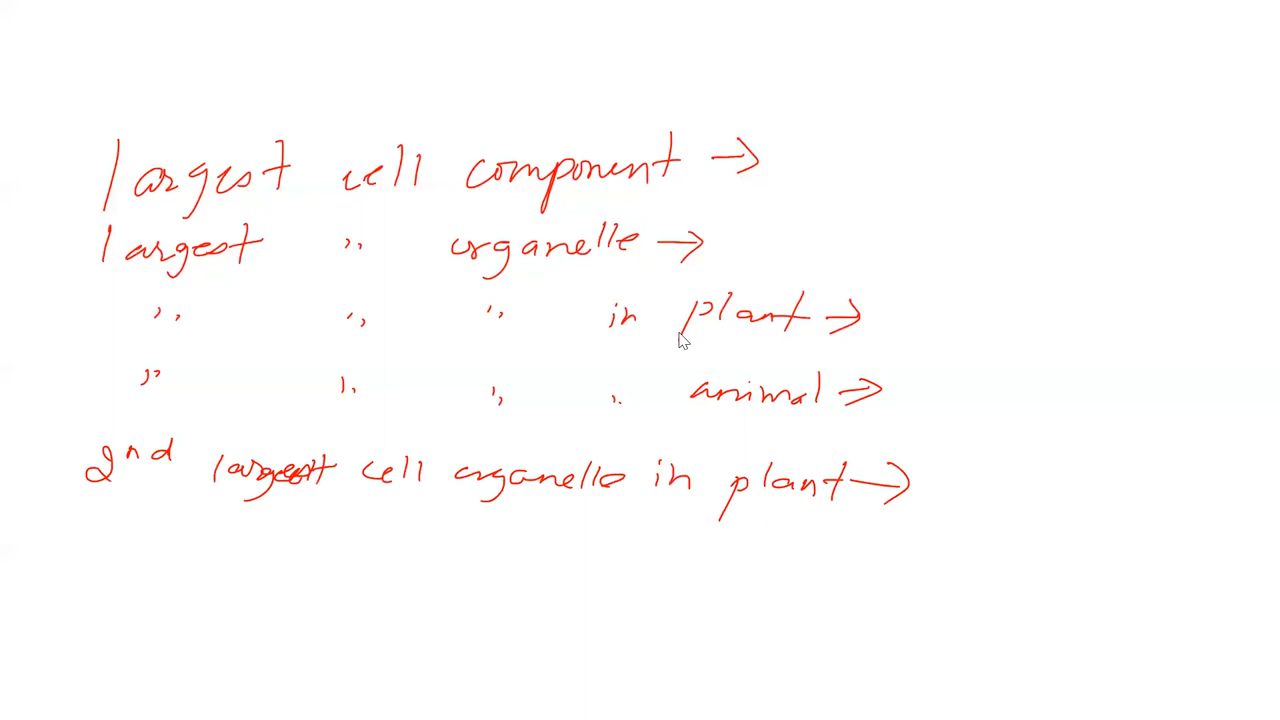 largest cell component →
largest ,, organelle →
,, ,, ,, in plant →
,, ,, ,, ,, animal →
2nd largest cell organelle in plant →